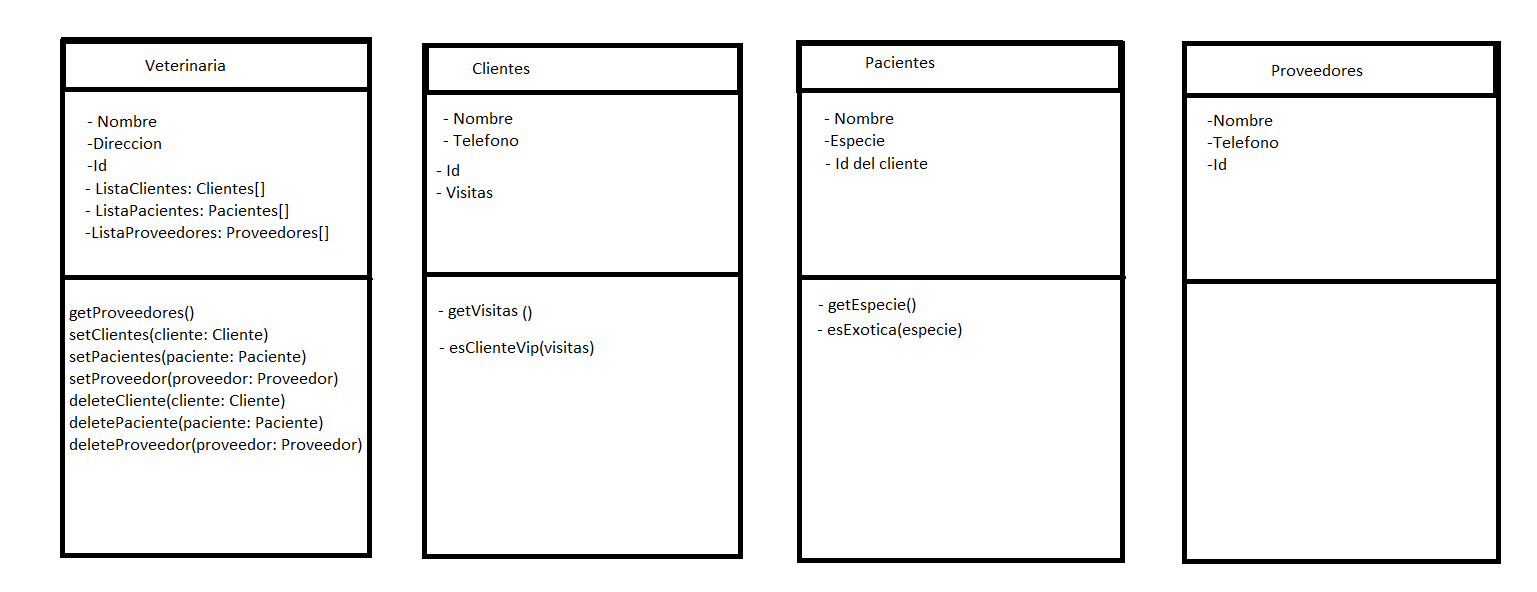 Veterinaria
- Nombre
-Direccion
-Id
- ListaClientes: Clientes[]
- ListaPacientes: Pacientes[]
-ListaProveedores: Proveedores[]
getProveedores()
setClientes(cliente: Cliente)
setPacientes(paciente: Paciente)
setProveedor(proveedor: Proveedor)
deleteCliente(cliente: Cliente)
deletePaciente(paciente: Paciente)
deleteProveedor(proveedor: Proveedor)
Clientes
- Nombre
- Telefono
- Id
- Visitas
- getVisitas ()
- esClienteVip(visitas)
Pacientes
- Nombre
-Especie
- Id del cliente
- getEspecie()
- esExotica(especie)
Proveedores
-Nombre
-Telefono
-Id